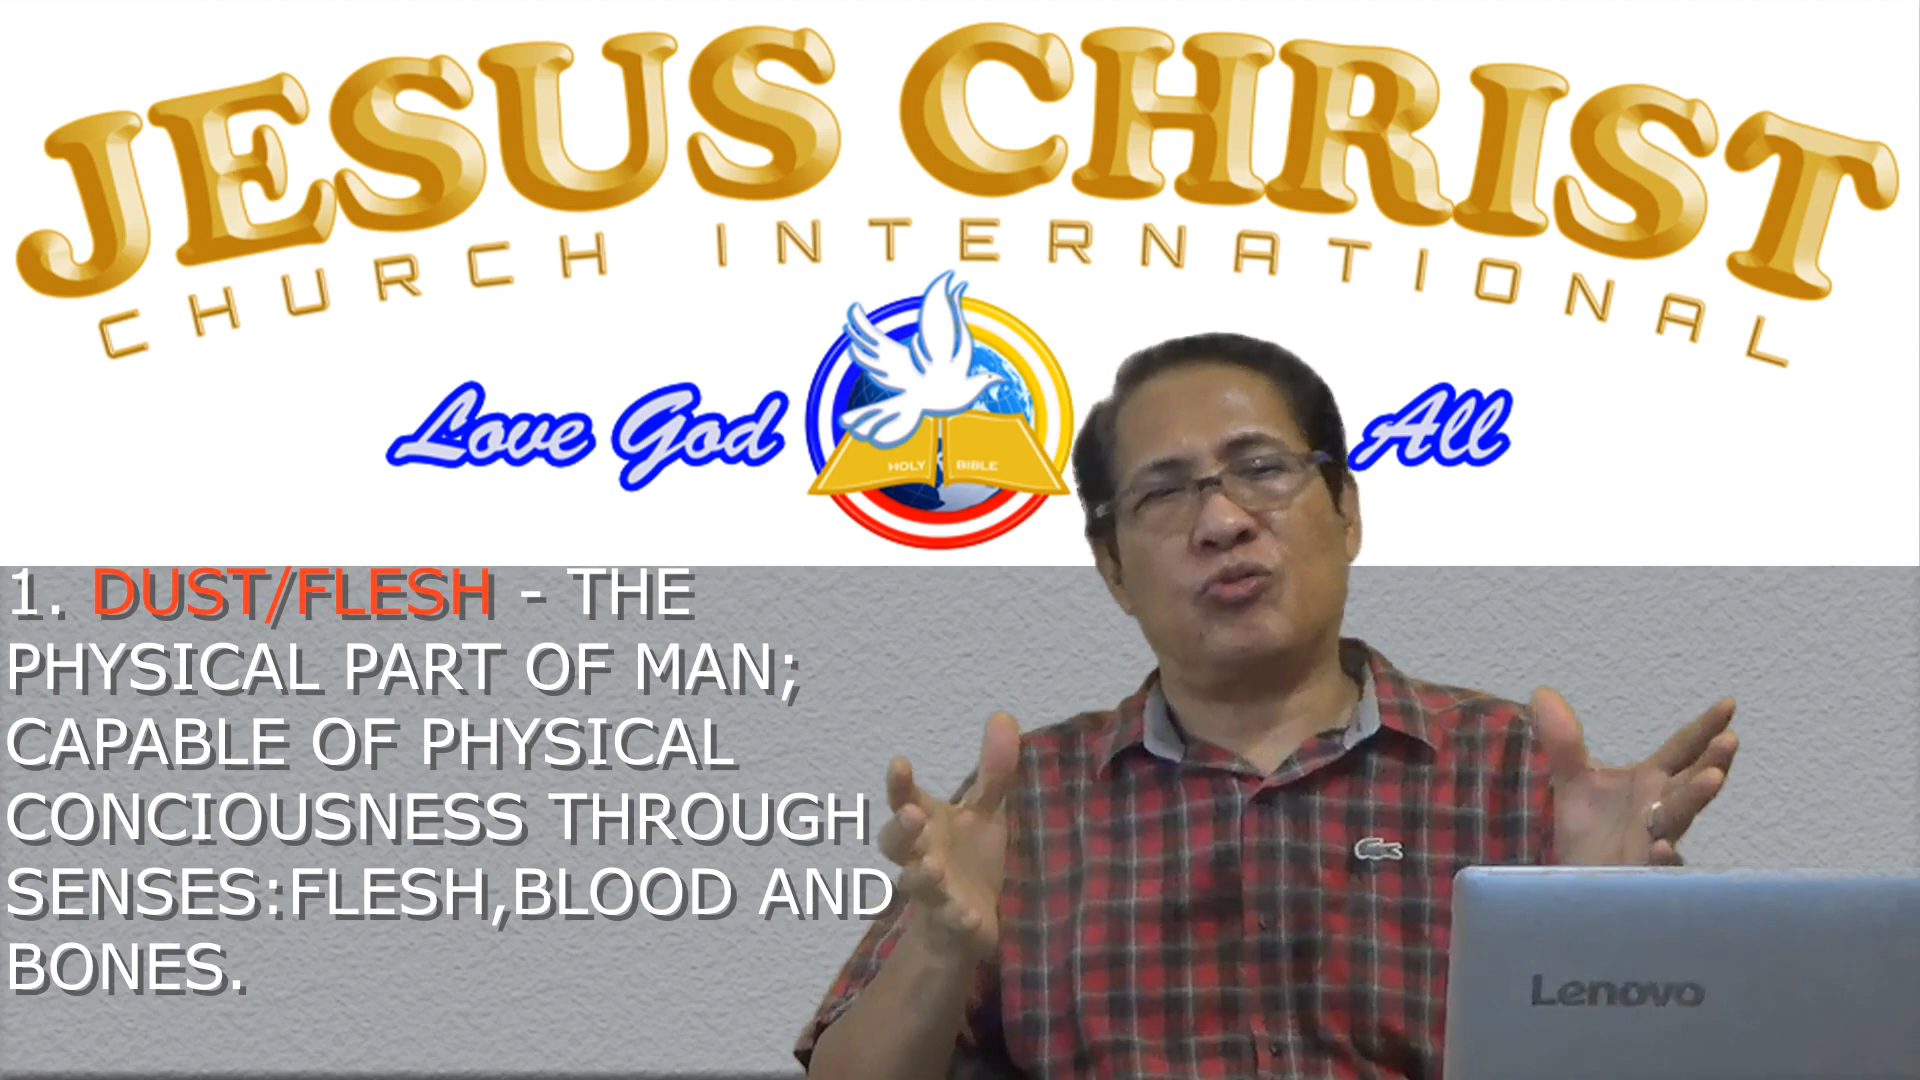 JESUS CHRIST
CHURCH INTERNATIONAL
Love God All
HOLY BIBLE
1. DUST/FLESH - THE
PHYSICAL PART OF MAN;
CAPABLE OF PHYSICAL
CONCIOUSNESS THROUGH
SENSES:FLESH,BLOOD AND
BONES.
Lenovo